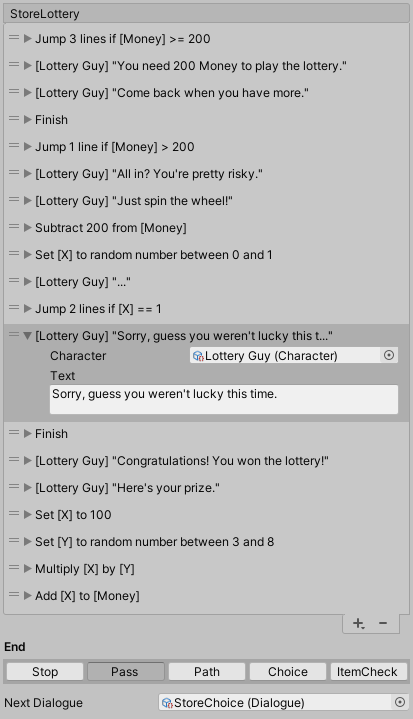 StoreLottery
Jump 3 lines if [Money] >= 200
[Lottery Guy] "You need 200 Money to play the lottery."
[Lottery Guy] "Come back when you have more."
Finish
Jump 1 line if [Money] > 200
[Lottery Guy] "All in? You're pretty risky."
[Lottery Guy] "Just spin the wheel!"
Subtract 200 from [Money]
Set [X] to random number between 0 and 1
[Lottery Guy] "..."
Jump 2 lines if [X] == 1
[Lottery Guy] "Sorry, guess you weren't lucky this t..."
Character Lottery Guy (Character)
Text
Sorry, guess you weren't lucky this time.
Finish
[Lottery Guy] "Congratulations! You won the lottery!"
[Lottery Guy] "Here's your prize."
Set [X] to 100
Set [Y] to random number between 3 and 8
Multiply [X] by [Y]
Add [X] to [Money]
End
Stop Pass Path Choice ItemCheck
Next Dialogue StoreChoice (Dialogue)